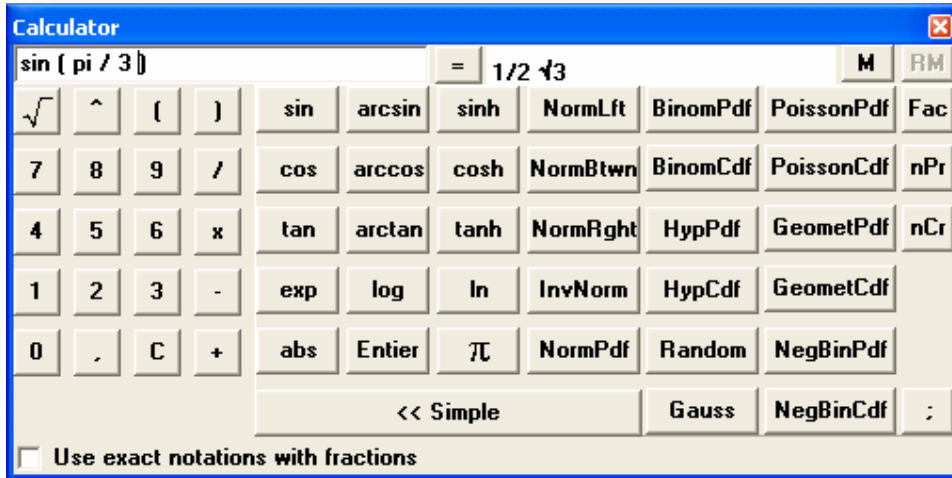 Calculator
sin ( pi / 3 ) = 1/2 √3 M RM
√ ^ ( ) sin arcsin sinh NormLft BinomPdf PoissonPdf Fac
7 8 9 / cos arccos cosh NormBtwn BinomCdf PoissonCdf nPr
4 5 6 x tan arctan tanh NormRght HypPdf GeometPdf nCr
1 2 3 - exp log ln InvNorm HypCdf GeometCdf
0 , C + abs Entier π NormPdf Random NegBinPdf
<< Simple Gauss NegBinCdf ;
Use exact notations with fractions